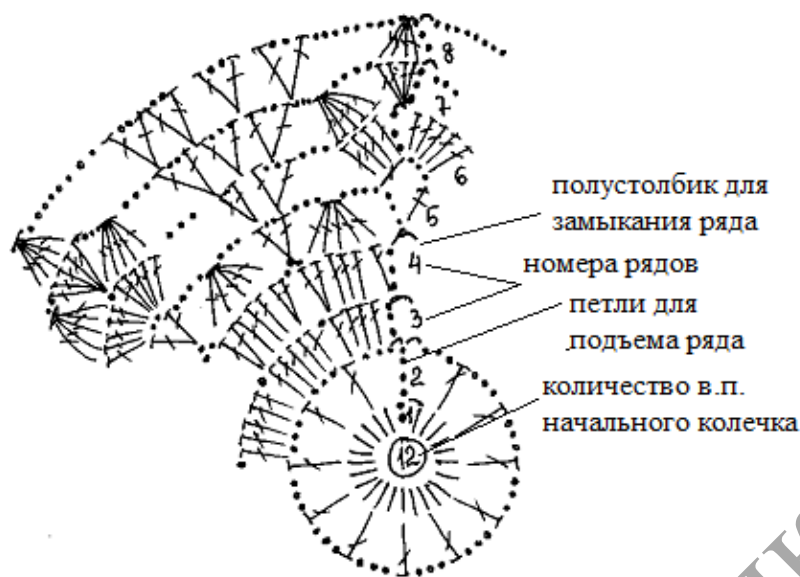 8
7
6
5
4
3
2
1
12
полустолбик для
замыкания ряда
номера рядов
петли для
.подъема ряда
количество в.п.
начального колечка